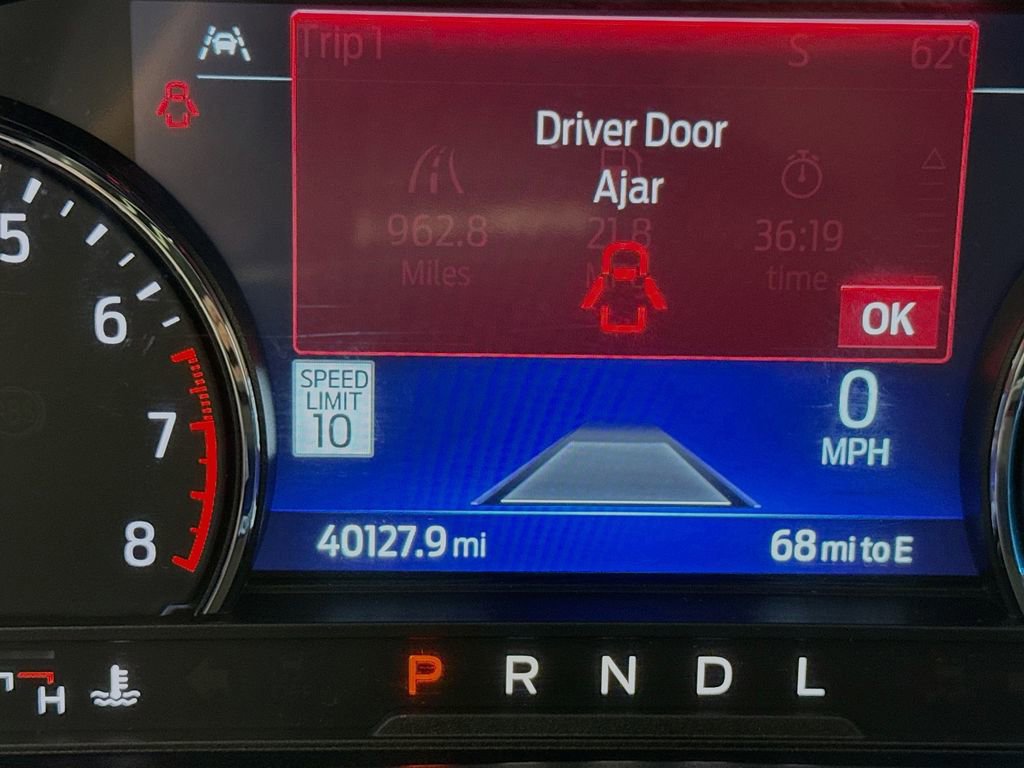 Trip 1
S 62°
Driver Door
Ajar
962.8 21.8 36:19
Miles MPG time
OK
SPEED
LIMIT
10
0
MPH
40127.9 mi 68 mi to E
5
6
7
8
H
P R N D L